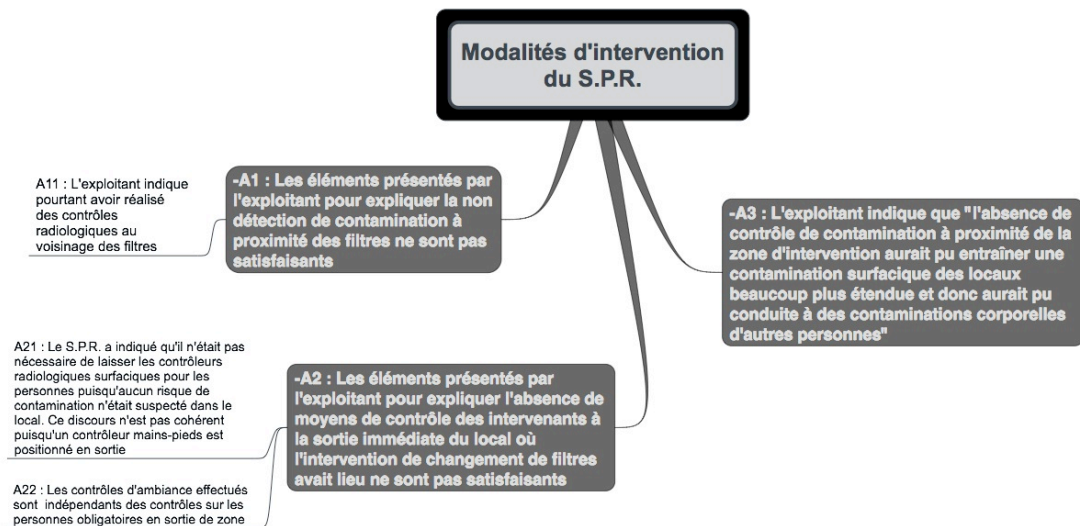 Modalités d'intervention
du S.P.R.
A11 : L'exploitant indique
pourtant avoir réalisé
des contrôles
radiologiques au
voisinage des filtres
-A1 : Les éléments présentés par
l'exploitant pour expliquer la non
détection de contamination à
proximité des filtres ne sont pas
satisfaisants
-A3 : L'exploitant indique que "l'absence de
contrôle de contamination à proximité de la
zone d'intervention aurait pu entraîner une
contamination surfacique des locaux
beaucoup plus étendue et donc aurait pu
conduite à des contaminations corporelles
d'autres personnes"
A21 : Le S.P.R. a indiqué qu'il n'était pas
nécessaire de laisser les contrôleurs
radiologiques surfaciques pour les
personnes puisqu'aucun risque de
contamination n'était suspecté dans le
local. Ce discours n'est pas cohérent
puisqu'un contrôleur mains-pieds est
positionné en sortie
-A2 : Les éléments présentés par
l'exploitant pour expliquer l'absence de
moyens de contrôle des intervenants à
la sortie immédiate du local où
l'intervention de changement de filtres
avait lieu ne sont pas satisfaisants
A22 : Les contrôles d'ambiance effectués
sont indépendants des contrôles sur les
personnes obligatoires en sortie de zone